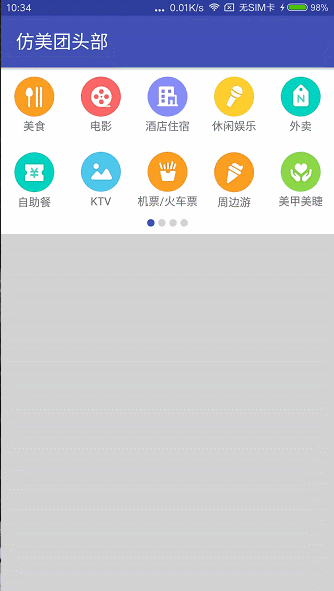 10:34 ... 0.01K/s 无SIM卡 98%
仿美团头部
美食 电影 酒店住宿 休闲娱乐 外卖
N
自助餐 KTV 机票/火车票 周边游 美甲美睫
¥